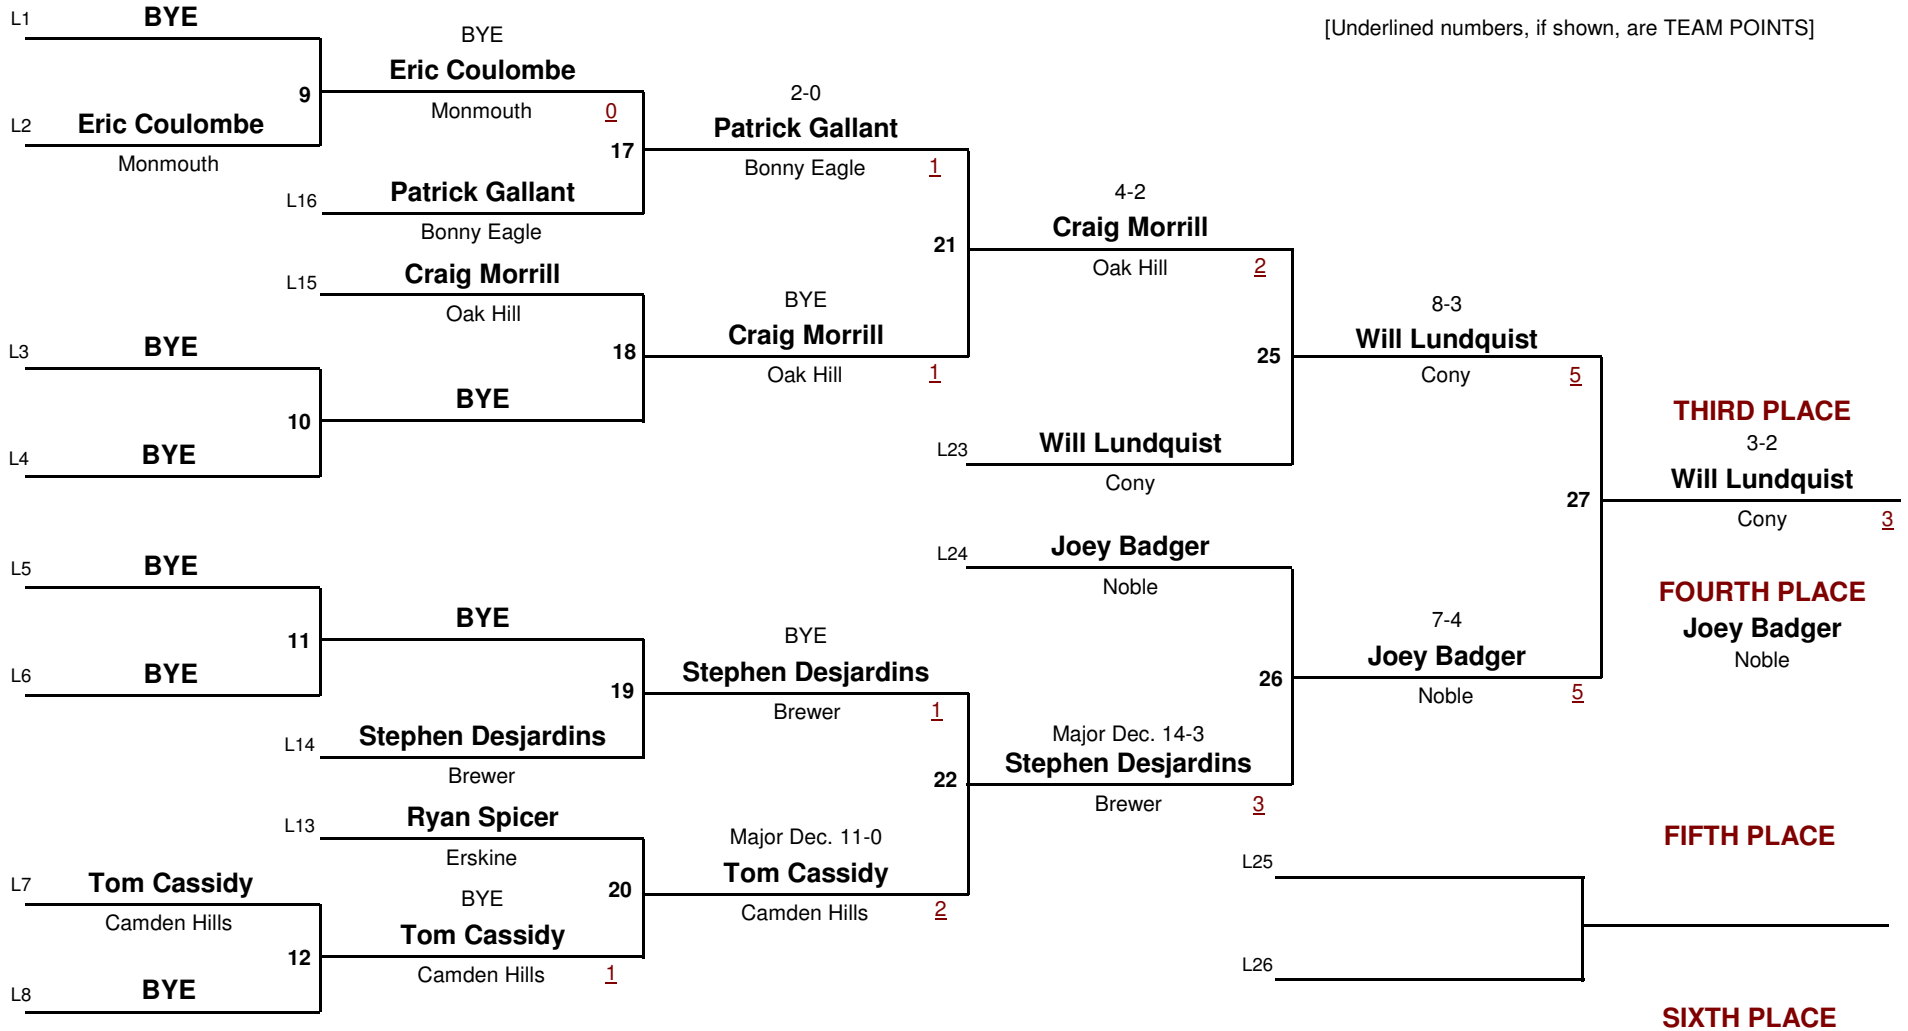 L1 BYE
[Underlined numbers, if shown, are TEAM POINTS]
9
L2 Eric Coulombe
Monmouth
BYE
Eric Coulombe
Monmouth 0
17
L16 Patrick Gallant
Bonny Eagle
2-0
Patrick Gallant
Bonny Eagle 1
L15 Craig Morrill
Oak Hill
18
L3 BYE
10
BYE
L4 BYE
BYE
Craig Morrill
Oak Hill 1
21
4-2
Craig Morrill
Oak Hill 2
25
L23 Will Lundquist
Cony
8-3
Will Lundquist
Cony 5
27
THIRD PLACE
3-2
Will Lundquist
Cony 3
FOURTH PLACE
Joey Badger
Noble
L5 BYE
11
L6 BYE
BYE
19
L14 Stephen Desjardins
Brewer
BYE
Stephen Desjardins
Brewer 1
L24 Joey Badger
Noble
26
7-4
Joey Badger
Noble 5
22
Major Dec. 14-3
Stephen Desjardins
Brewer 3
L13 Ryan Spicer
Erskine
20
L7 Tom Cassidy
Camden Hills
12
L8 BYE
BYE
Tom Cassidy
Camden Hills 1
Major Dec. 11-0
Tom Cassidy
Camden Hills 2
L25
L26
FIFTH PLACE
SIXTH PLACE